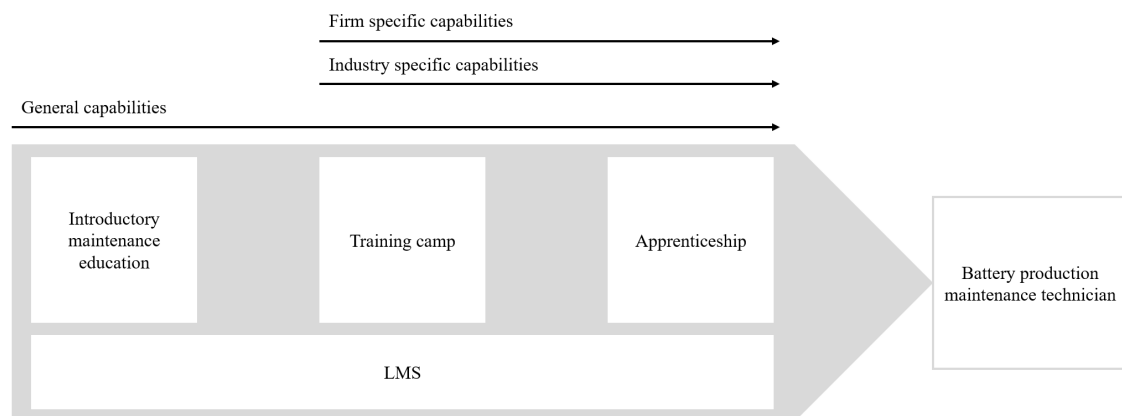 Firm specific capabilities
Industry specific capabilities
General capabilities
Introductory
maintenance
education
Training camp
Apprenticeship
Battery production
maintenance technician
LMS